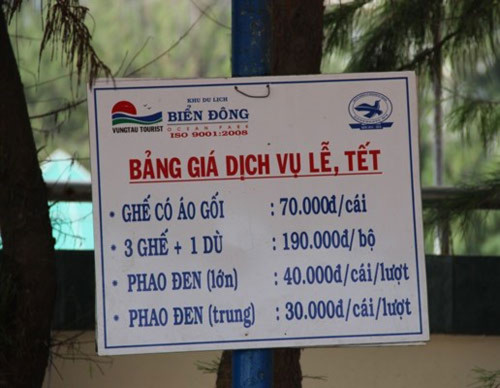 KHU DU LỊCH
BIỂN ĐÔNG
OCEAN PARK
ISO 9001:2008
VUNGTAU TOURIST
BẢNG GIÁ DỊCH VỤ LỄ, TẾT
• GHẾ CÓ ÁO GỐI : 70.000đ/cái
• 3 GHẾ + 1 DÙ : 190.000đ/bộ
• PHAO ĐEN (lớn) : 40.000đ/cái/lượt
• PHAO ĐEN (trung) : 30.000đ/cái/lượt